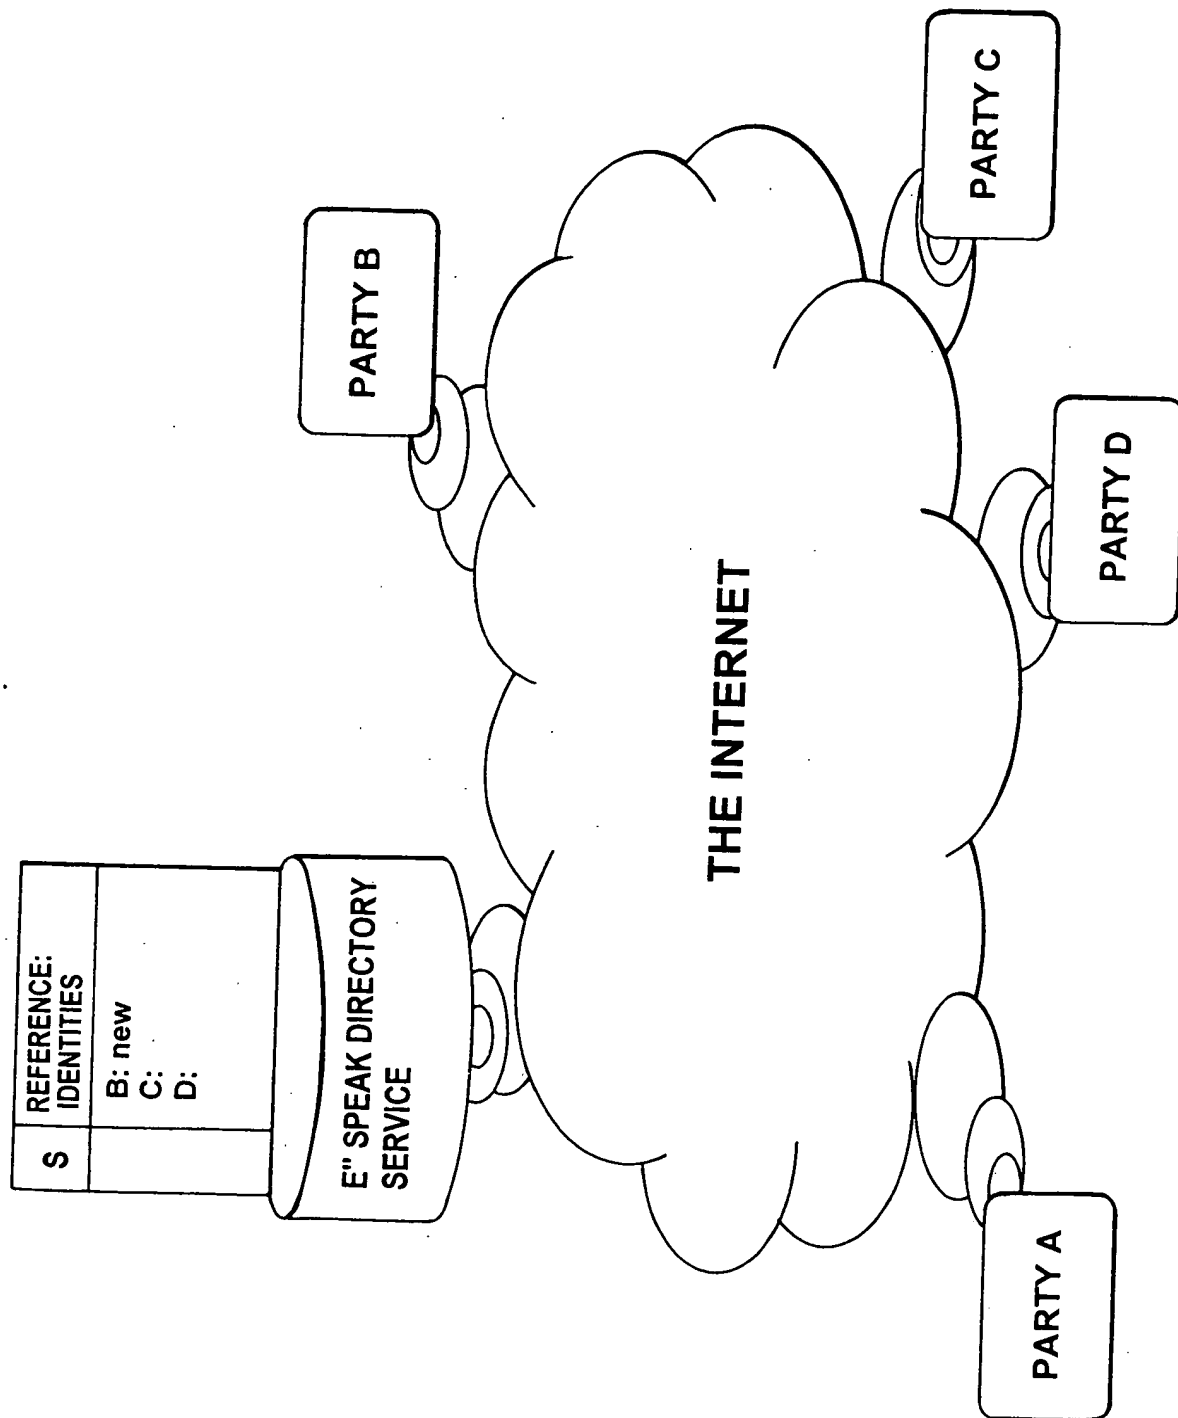 S
REFERENCE:
IDENTITIES
B: new
C:
D:
E" SPEAK DIRECTORY
SERVICE
PARTY B
THE INTERNET
PARTY A
PARTY D
PARTY C